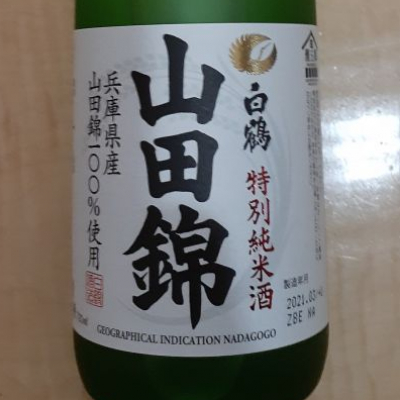 白鶴
特別純米酒
山田錦
兵庫県産
山田錦一〇〇%使用
GEOGRAPHICAL INDICATION NADAGOGO
製造年月
2021.03